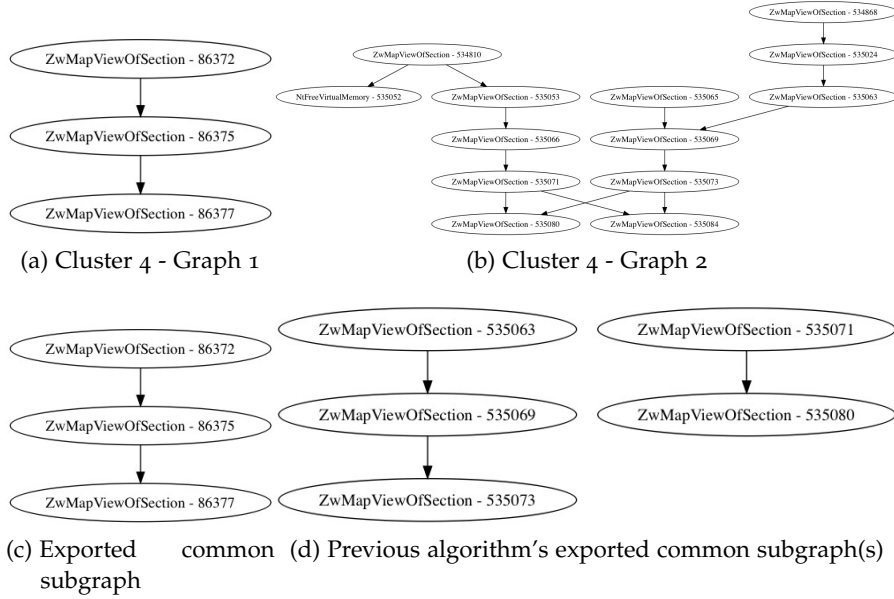 ZwMapViewOfSection - 86372
ZwMapViewOfSection - 86375
ZwMapViewOfSection - 86377
(a) Cluster 4 - Graph 1
ZwMapViewOfSection - 534868
ZwMapViewOfSection - 534810
ZwMapViewOfSection - 535024
NtFreeVirtualMemory - 535052
ZwMapViewOfSection - 535053
ZwMapViewOfSection - 535065
ZwMapViewOfSection - 535063
ZwMapViewOfSection - 535066
ZwMapViewOfSection - 535069
ZwMapViewOfSection - 535071
ZwMapViewOfSection - 535073
ZwMapViewOfSection - 535080
ZwMapViewOfSection - 535084
(b) Cluster 4 - Graph 2
ZwMapViewOfSection - 86372
ZwMapViewOfSection - 86375
ZwMapViewOfSection - 86377
(c) Exported common
subgraph
ZwMapViewOfSection - 535063
ZwMapViewOfSection - 535071
ZwMapViewOfSection - 535069
ZwMapViewOfSection - 535080
ZwMapViewOfSection - 535073
(d) Previous algorithm's exported common subgraph(s)